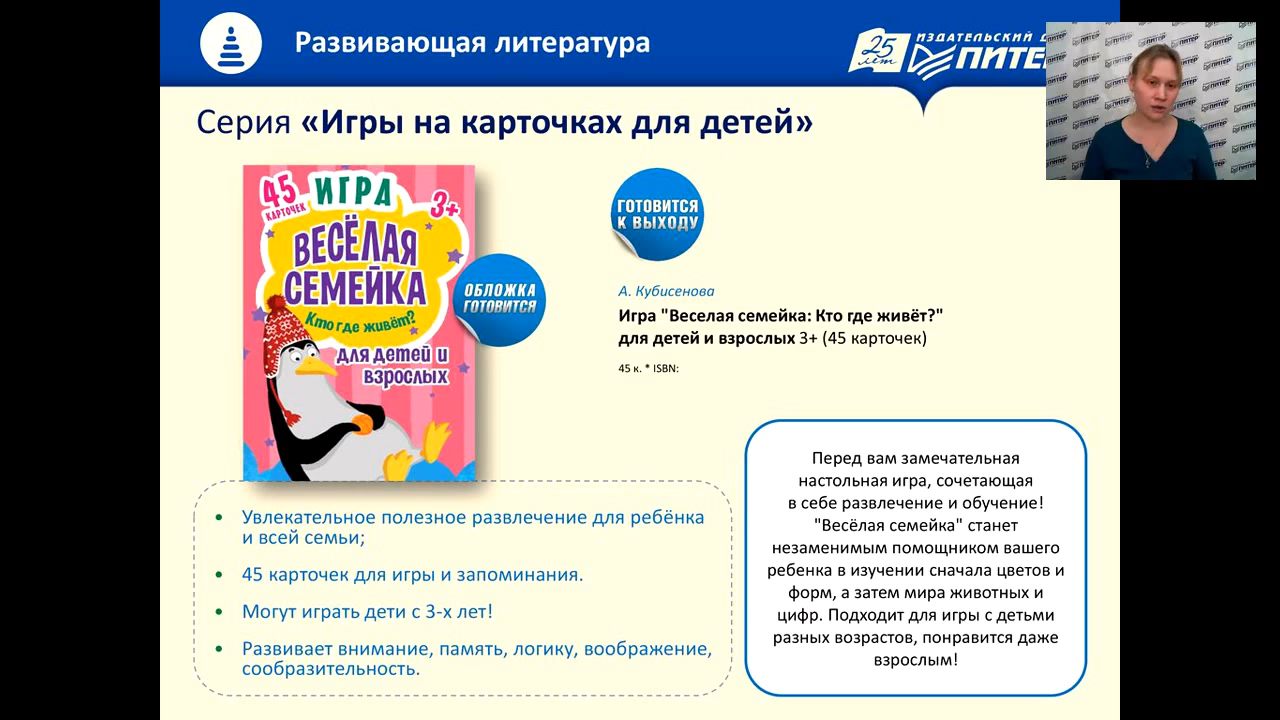 Развивающая литература
25 лет
ИЗДАТЕЛЬСКИЙ
ПИТЕР
Серия «Игры на карточках для детей»
45 КАРТОЧЕК
ИГРА
3+
ВЕСЁЛАЯ
СЕМЕЙКА
Кто где живёт?
для детей и
взрослых
ОБЛОЖКА
ГОТОВИТСЯ
ГОТОВИТСЯ
К ВЫХОДУ
А. Кубисенова
Игра "Веселая семейка: Кто где живёт?"
для детей и взрослых 3+ (45 карточек)
45 к. * ISBN:
• Увлекательное полезное развлечение для ребёнка
и всей семьи;
• 45 карточек для игры и запоминания.
• Могут играть дети с 3-х лет!
• Развивает внимание, память, логику, воображение,
сообразительность.
Перед вам замечательная
настольная игра, сочетающая
в себе развлечение и обучение!
"Весёлая семейка" станет
незаменимым помощником вашего
ребенка в изучении сначала цветов и
форм, а затем мира животных и
цифр. Подходит для игры с детьми
разных возрастов, понравится даже
взрослым!